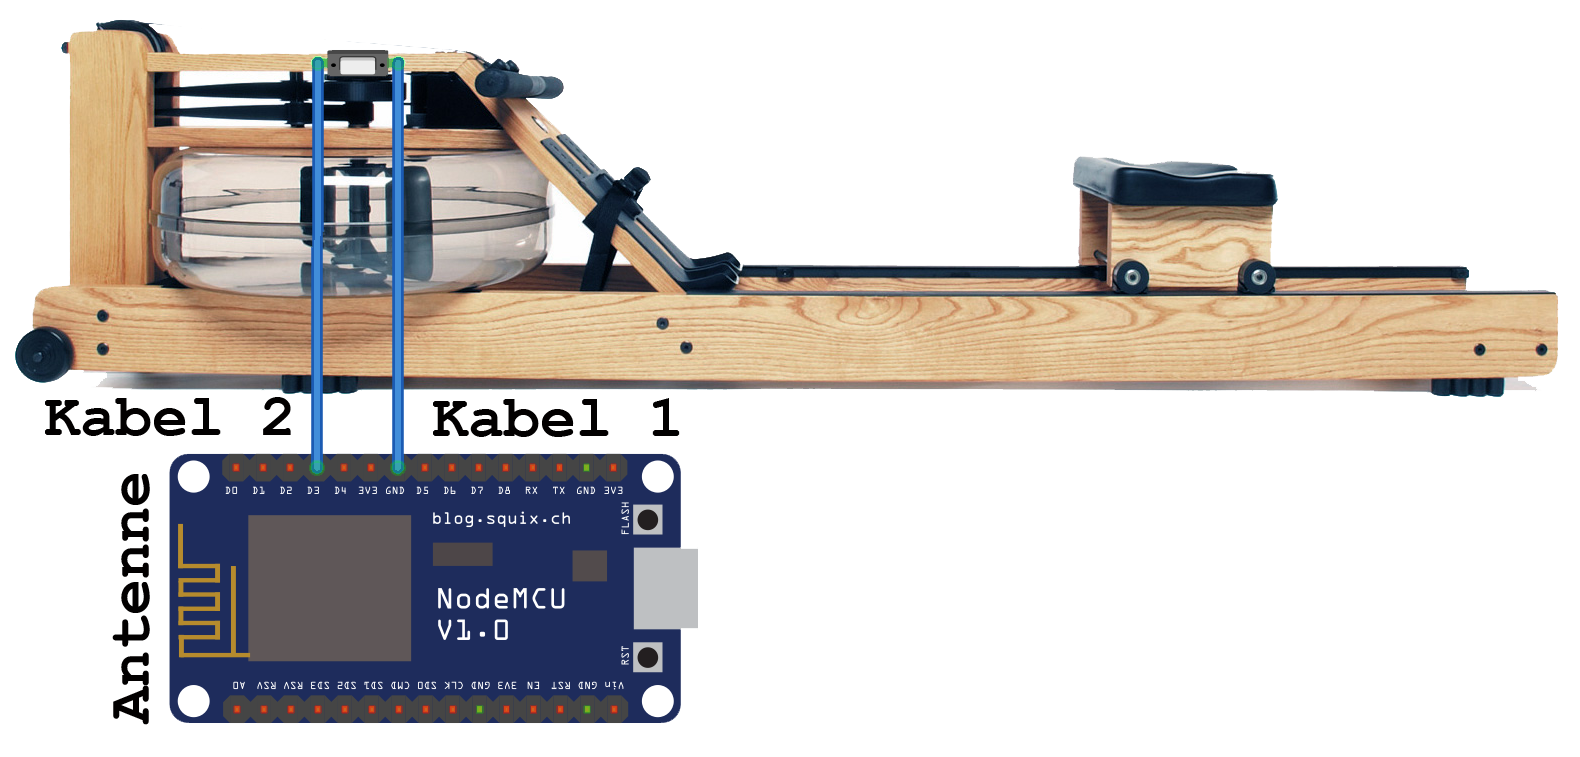 Kabel 2
Kabel 1
D0 D1 D2 D3 D4 3V3 GND D5 D6 D7 D8 RX TX GND 3V3
blog.squix.ch
FLASH
Antenne
NodeMCU
V1.0
RST
A0 RSV RSV SD3 SD2 SD1 CMD SD0 CLK GND 3V3 EN RST GND Vin